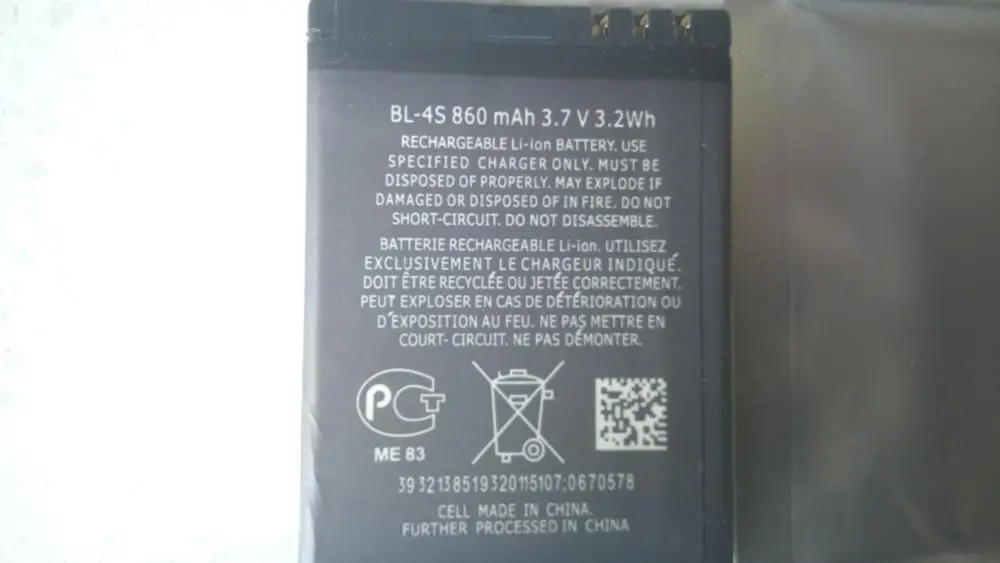 BL-4S 860 mAh 3.7 V 3.2Wh
RECHARGEABLE Li-ion BATTERY. USE
SPECIFIED CHARGER ONLY. MUST BE
DISPOSED OF PROPERLY. MAY EXPLODE IF
DAMAGED OR DISPOSED OF IN FIRE. DO NOT
SHORT-CIRCUIT. DO NOT DISASSEMBLE.
BATTERIE RECHARGEABLE Li-ion. UTILISEZ
EXCLUSIVEMENT LE CHARGEUR INDIQUÉ.
DOIT ÊTRE RECYCLÉE OU JETÉE CORRECTEMENT.
PEUT EXPLOSER EN CAS DE DÉTÉRIORATION OU
D'EXPOSITION AU FEU. NE PAS METTRE EN
COURT- CIRCUIT. NE PAS DÉMONTER.
РСТ
ME 83
3932138519320115107;0670578
CELL MADE IN CHINA.
FURTHER PROCESSED IN CHINA